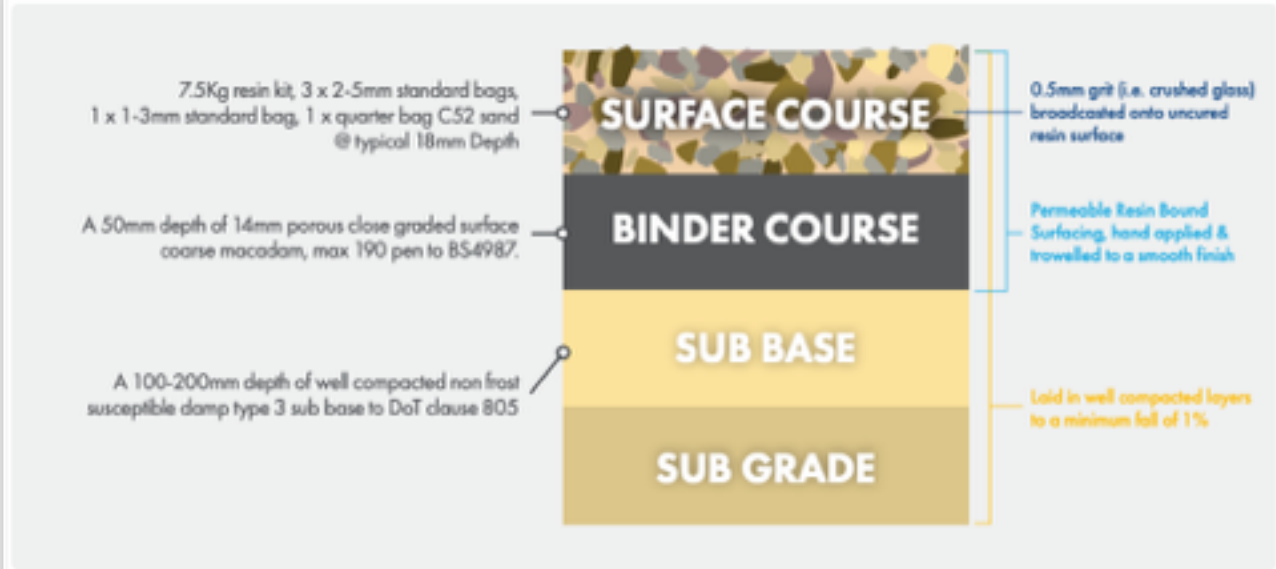 7.5Kg resin kit, 3 x 2-5mm standard bags,
1 x 1-3mm standard bag, 1 x quarter bag C52 sand
@ typical 18mm Depth
SURFACE COURSE
0.5mm grit (i.e. crushed glass)
broadcasted onto uncured
resin surface
A 50mm depth of 14mm porous close graded surface
coarse macadam, max 190 pen to BS4987.
BINDER COURSE
Permeable Resin Bound
Surfacing, hand applied &
trowelled to a smooth finish
SUB BASE
A 100-200mm depth of well compacted non frost
susceptible damp type 3 sub base to DoT clause 805
Laid in well compacted layers
to a minimum fall of 1%
SUB GRADE